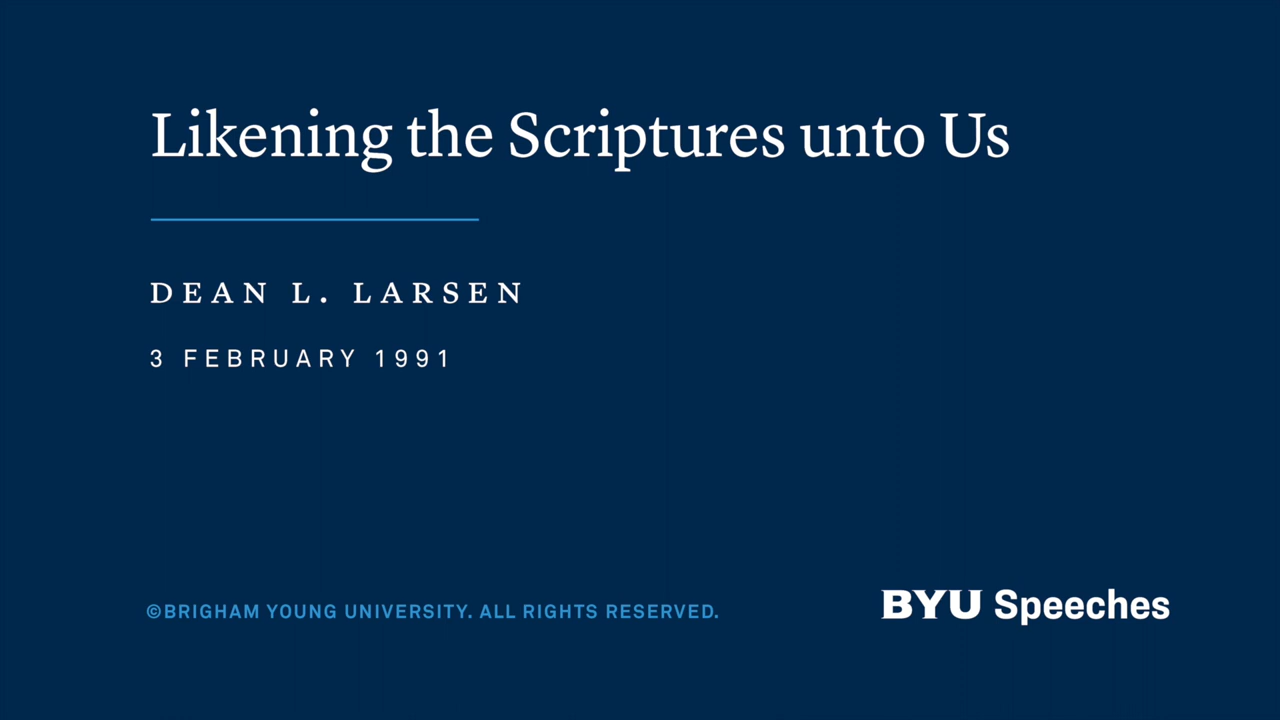 Likening the Scriptures unto Us
DEAN L. LARSEN
3 FEBRUARY 1991
©BRIGHAM YOUNG UNIVERSITY. ALL RIGHTS RESERVED.
BYU Speeches